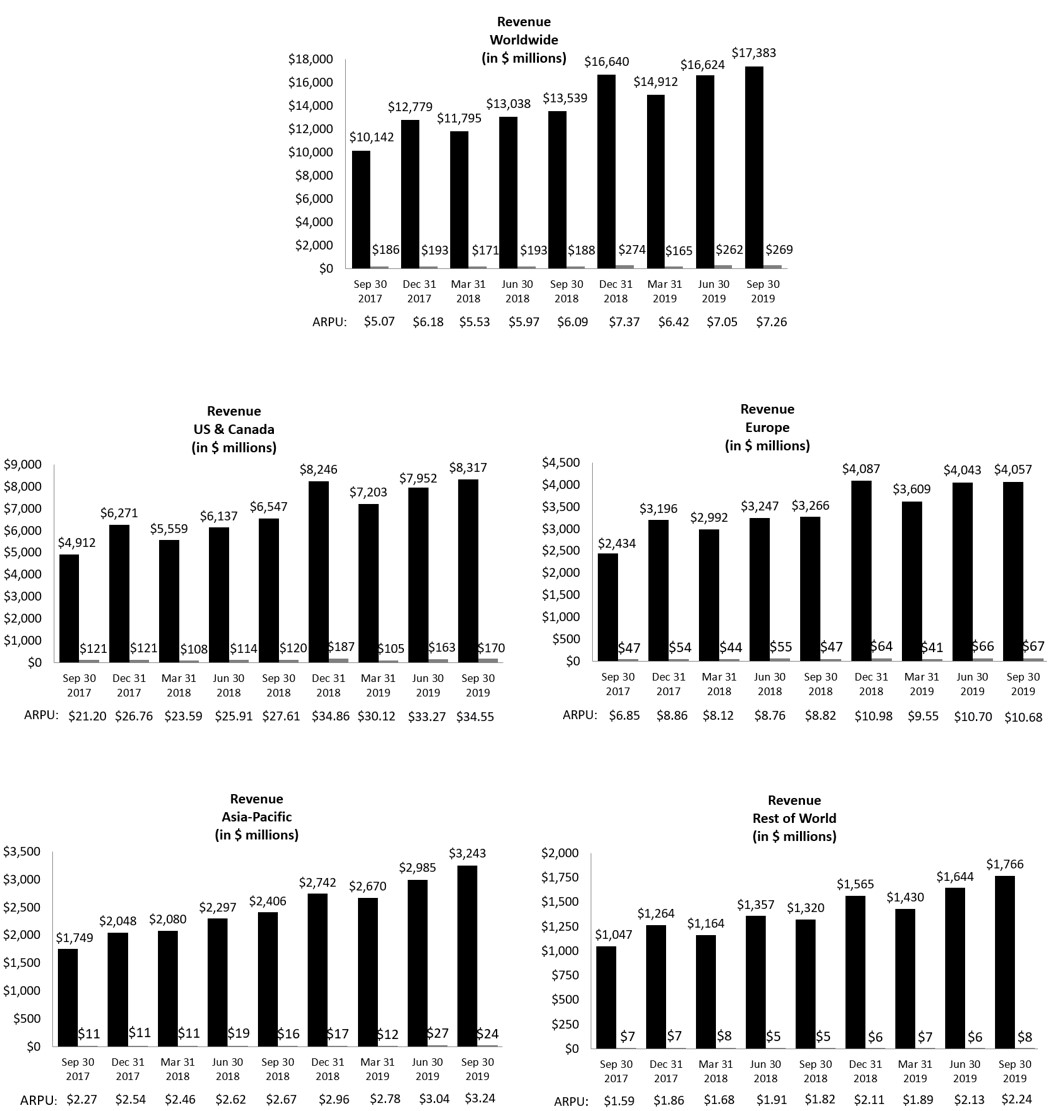 Revenue
Worldwide
(in $ millions)
$18,000
$16,000
$14,000
$12,000
$10,000
$8,000
$6,000
$4,000
$2,000
$0
$10,142 $12,779 $11,795 $13,038 $13,539 $16,640 $14,912 $16,624 $17,383
$186 $193 $171 $193 $188 $274 $165 $262 $269
Sep 30 Dec 31 Mar 31 Jun 30 Sep 30 Dec 31 Mar 31 Jun 30 Sep 30
2017 2017 2018 2018 2018 2018 2019 2019 2019
ARPU: $5.07 $6.18 $5.53 $5.97 $6.09 $7.37 $6.42 $7.05 $7.26
Revenue
US & Canada
(in $ millions)
$9,000
$8,000
$7,000
$6,000
$5,000
$4,000
$3,000
$2,000
$1,000
$0
$4,912 $6,271 $5,559 $6,137 $6,547 $8,246 $7,203 $7,952 $8,317
$121 $121 $108 $114 $120 $187 $105 $163 $170
Sep 30 Dec 31 Mar 31 Jun 30 Sep 30 Dec 31 Mar 31 Jun 30 Sep 30
2017 2017 2018 2018 2018 2018 2019 2019 2019
ARPU: $21.20 $26.76 $23.59 $25.91 $27.61 $34.86 $30.12 $33.27 $34.55
Revenue
Europe
(in $ millions)
$4,500
$4,000
$3,500
$3,000
$2,500
$2,000
$1,500
$1,000
$500
$0
$2,434 $3,196 $2,992 $3,247 $3,266 $4,087 $3,609 $4,043 $4,057
$47 $54 $44 $55 $47 $64 $41 $66 $67
Sep 30 Dec 31 Mar 31 Jun 30 Sep 30 Dec 31 Mar 31 Jun 30 Sep 30
2017 2017 2018 2018 2018 2018 2019 2019 2019
ARPU: $6.85 $8.86 $8.12 $8.76 $8.82 $10.98 $9.55 $10.70 $10.68
Revenue
Asia-Pacific
(in $ millions)
$3,500
$3,000
$2,500
$2,000
$1,500
$1,000
$500
$0
$1,749 $2,048 $2,080 $2,297 $2,406 $2,742 $2,670 $2,985 $3,243
$11 $11 $11 $19 $16 $17 $12 $27 $24
Sep 30 Dec 31 Mar 31 Jun 30 Sep 30 Dec 31 Mar 31 Jun 30 Sep 30
2017 2017 2018 2018 2018 2018 2019 2019 2019
ARPU: $2.27 $2.54 $2.46 $2.62 $2.67 $2.96 $2.78 $3.04 $3.24
Revenue
Rest of World
(in $ millions)
$2,000
$1,750
$1,500
$1,250
$1,000
$750
$500
$250
$0
$1,047 $1,264 $1,164 $1,357 $1,320 $1,565 $1,430 $1,644 $1,766
$7 $7 $8 $5 $5 $6 $7 $6 $8
Sep 30 Dec 31 Mar 31 Jun 30 Sep 30 Dec 31 Mar 31 Jun 30 Sep 30
2017 2017 2018 2018 2018 2018 2019 2019 2019
ARPU: $1.59 $1.86 $1.68 $1.91 $1.82 $2.11 $1.89 $2.13 $2.24